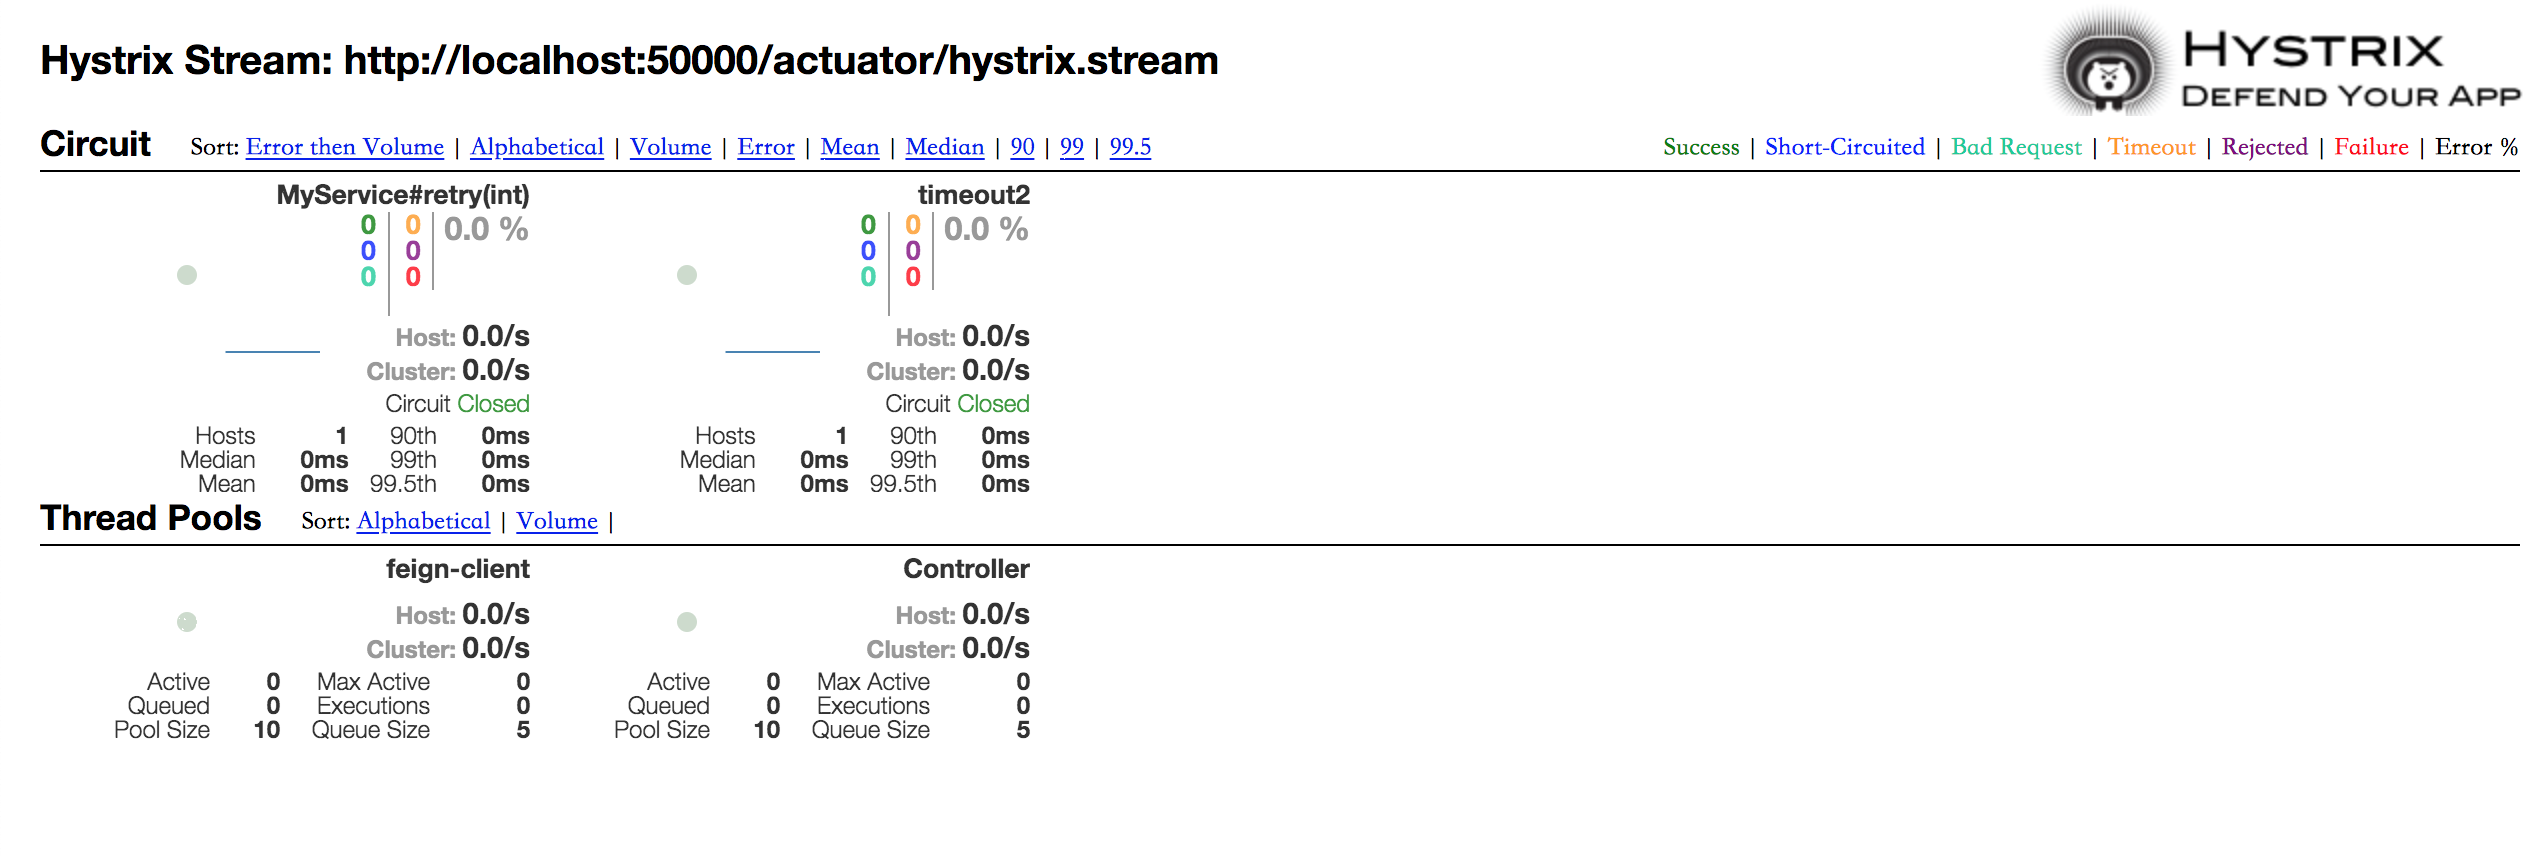 Hystrix Stream: http://localhost:50000/actuator/hystrix.stream
HYSTRIX
DEFEND YOUR APP
Circuit Sort: Error then Volume | Alphabetical | Volume | Error | Mean | Median | 90 | 99 | 99.5
Success | Short-Circuited | Bad Request | Timeout | Rejected | Failure | Error %
MyService#retry(int)
0 0 0.0 %
0 0
0 0
Host: 0.0/s
Cluster: 0.0/s
Circuit Closed
Hosts 1 90th 0ms
Median 0ms 99th 0ms
Mean 0ms 99.5th 0ms
timeout2
0 0 0.0 %
0 0
0 0
Host: 0.0/s
Cluster: 0.0/s
Circuit Closed
Hosts 1 90th 0ms
Median 0ms 99th 0ms
Mean 0ms 99.5th 0ms
Thread Pools Sort: Alphabetical | Volume |
feign-client
Host: 0.0/s
Cluster: 0.0/s
Active 0 Max Active 0
Queued 0 Executions 0
Pool Size 10 Queue Size 5
Controller
Host: 0.0/s
Cluster: 0.0/s
Active 0 Max Active 0
Queued 0 Executions 0
Pool Size 10 Queue Size 5